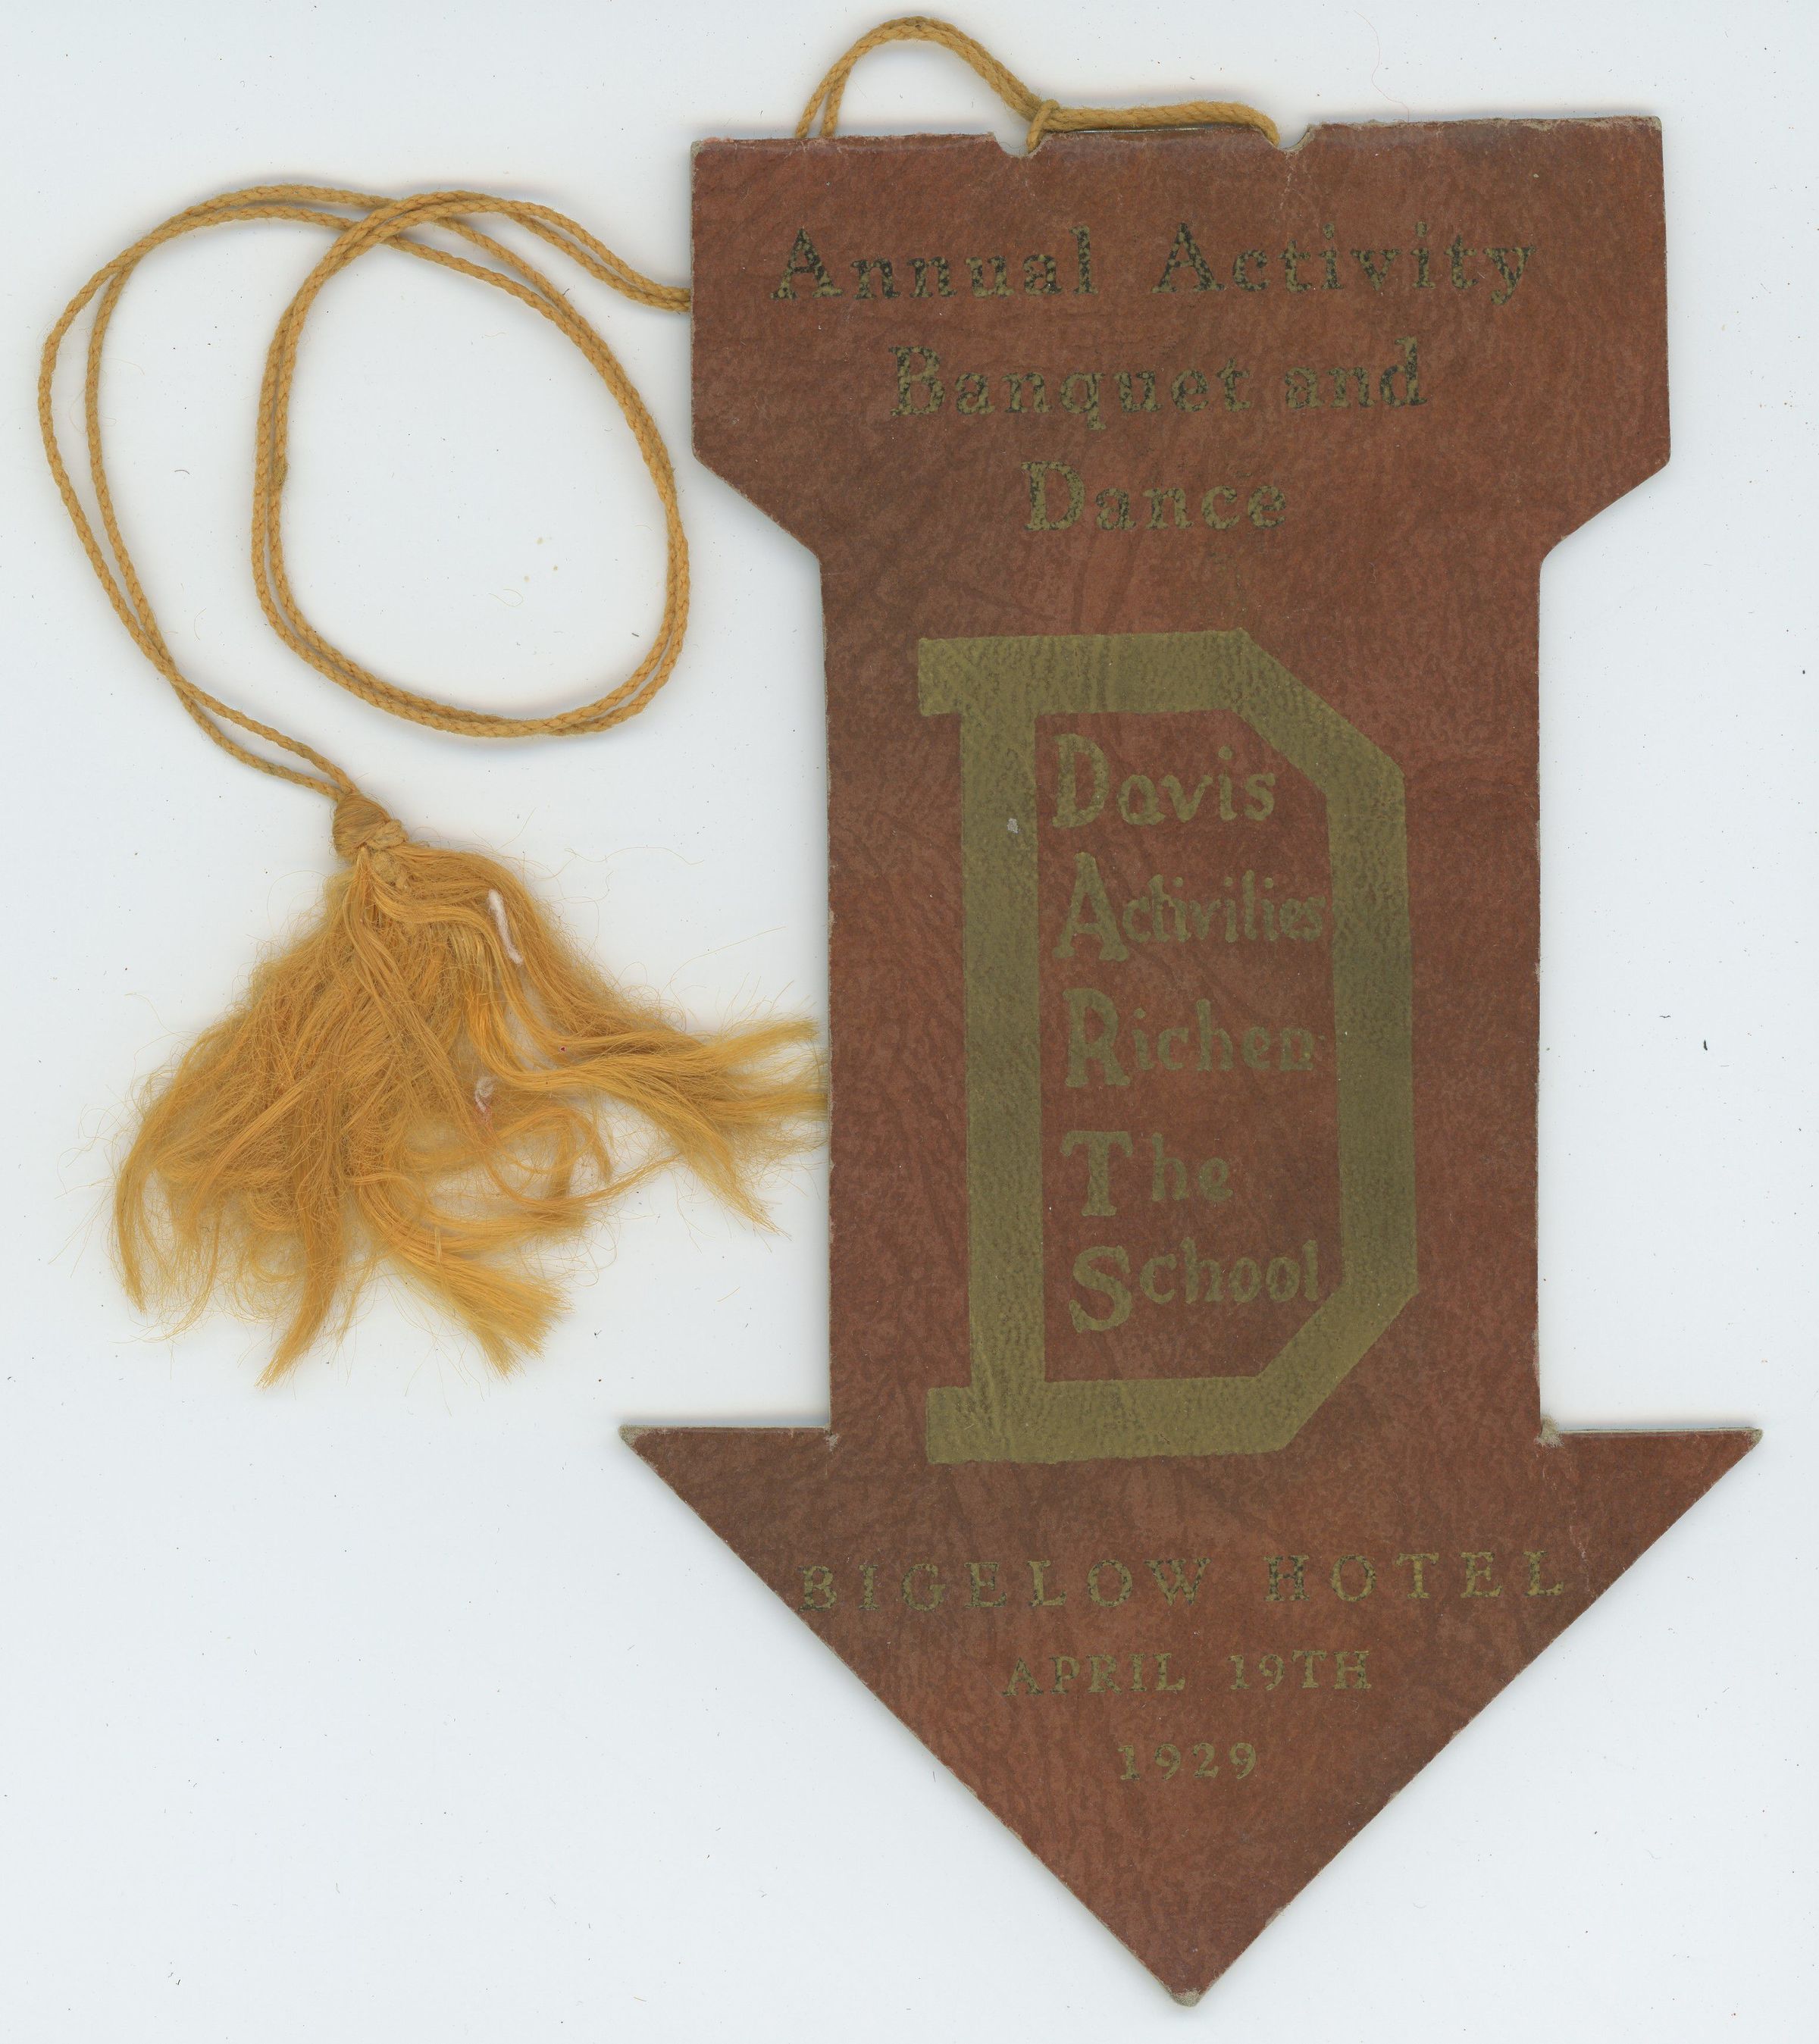 Annual Activity
Banquet and
Dance
D
Davis
Activities
Richen
The
School
BIGELOW HOTEL
APRIL 19TH
1929